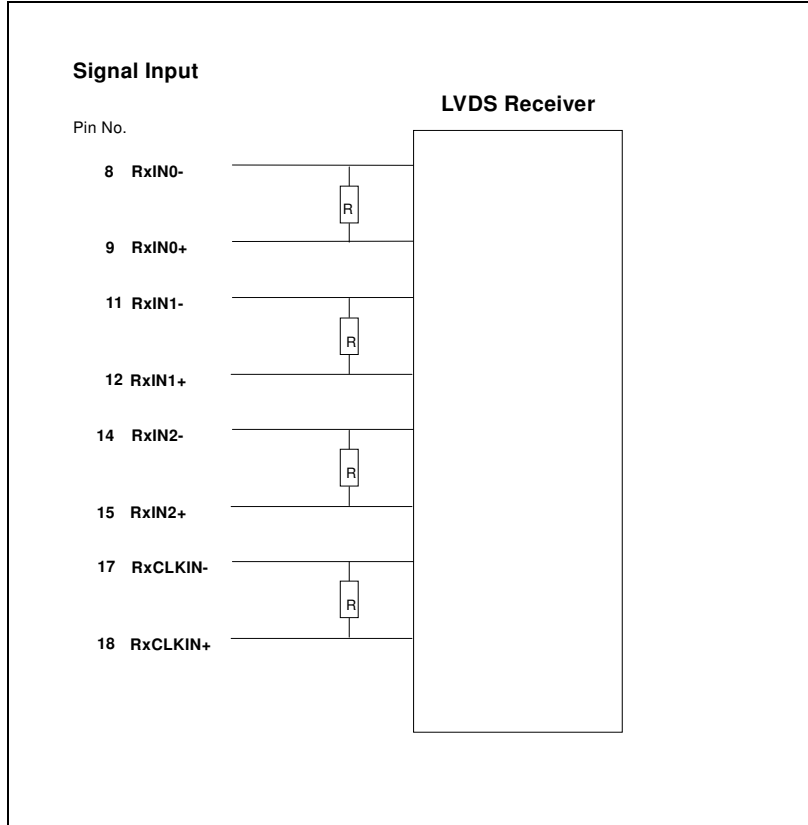 Signal Input
LVDS Receiver
Pin No.
8 RxIN0-
R
9 RxIN0+
11 RxIN1-
R
12 RxIN1+
14 RxIN2-
R
15 RxIN2+
17 RxCLKIN-
R
18 RxCLKIN+